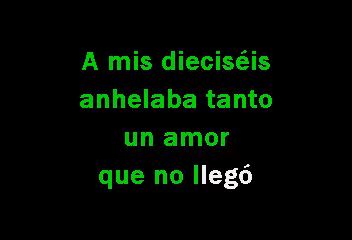 A mis dieciséis
anhelaba tanto
un amor
que no llegó